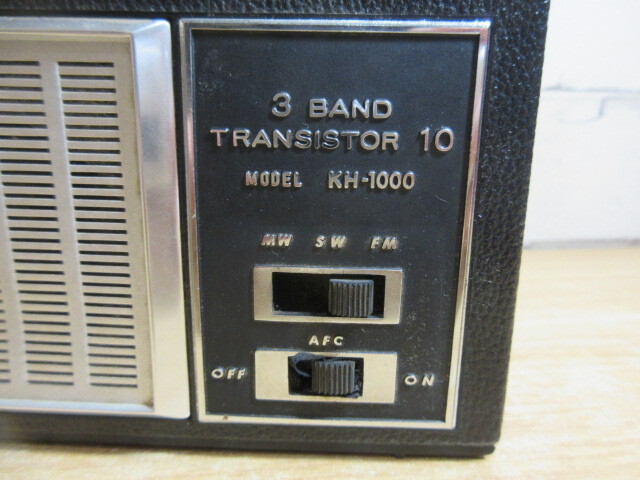 3 BAND
TRANSISTOR 10
MODEL KH-1000
MW SW FM
AFC
OFF ON